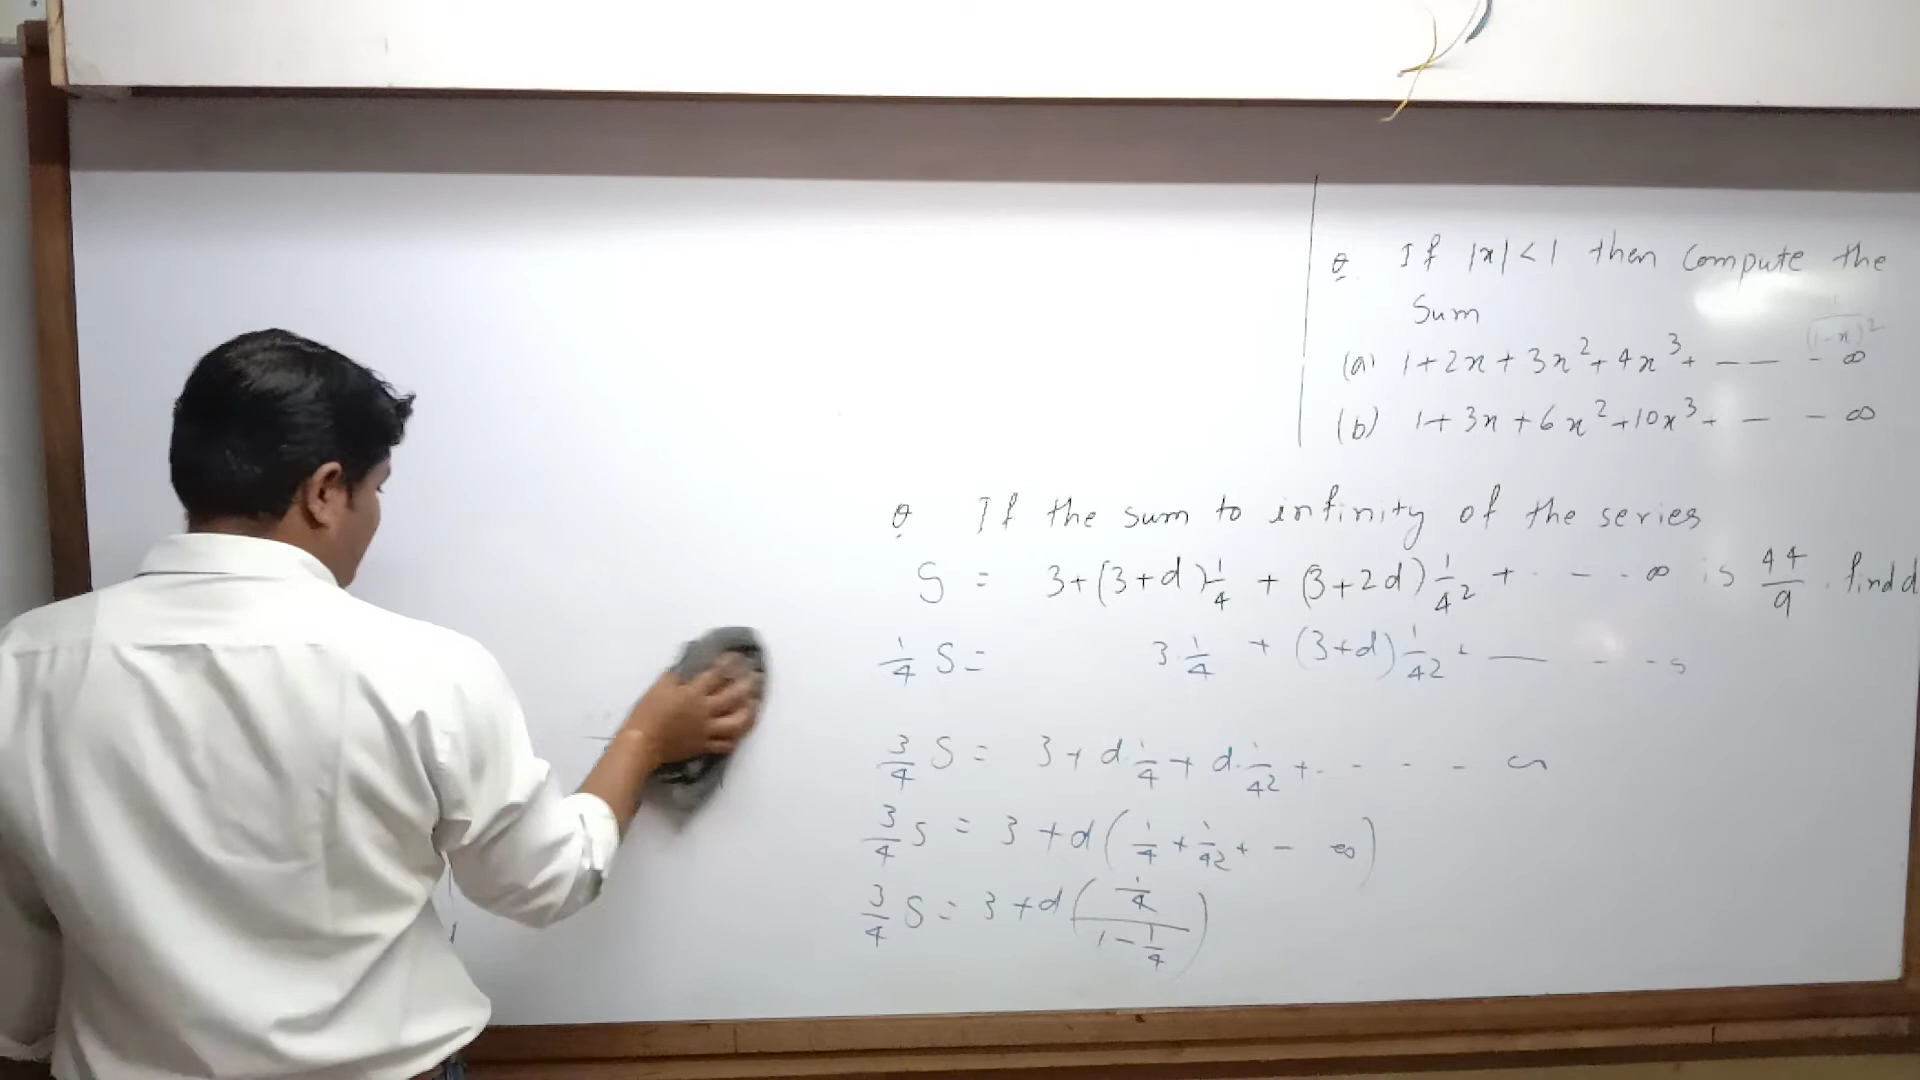 Q If |x| < 1 then compute the
Sum
1/(1-x)²
(a) 1+2x+3x²+4x³+ — — - ∞
(b) 1+3x+6x²+10x³+ — - ∞
Q If the sum to infinity of the series
S = 3+(3+d)1/4 + (3+2d)1/4² + - — - - ∞ is 44/9 . find d
1/4 S = 3·1/4 + (3+d)1/4² + — - - ∞
3/4 S = 3+d·1/4 + d·1/4² + - - - - ∞
3/4 S = 3+d(1/4 + 1/4² + - ∞)
3/4 S = 3+d((1/4)/(1-1/4))